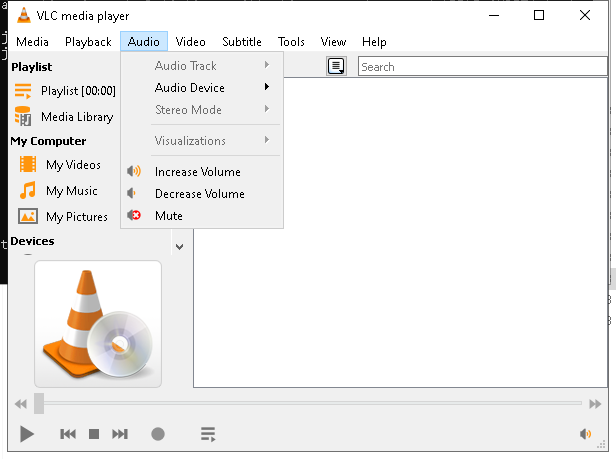 VLC media player
Media Playback Audio Video Subtitle Tools View Help
Playlist
Playlist [00:00]
Media Library
My Computer
My Videos
My Music
My Pictures
Devices
Audio Track
Audio Device
Stereo Mode
Visualizations
Increase Volume
Decrease Volume
Mute
Search